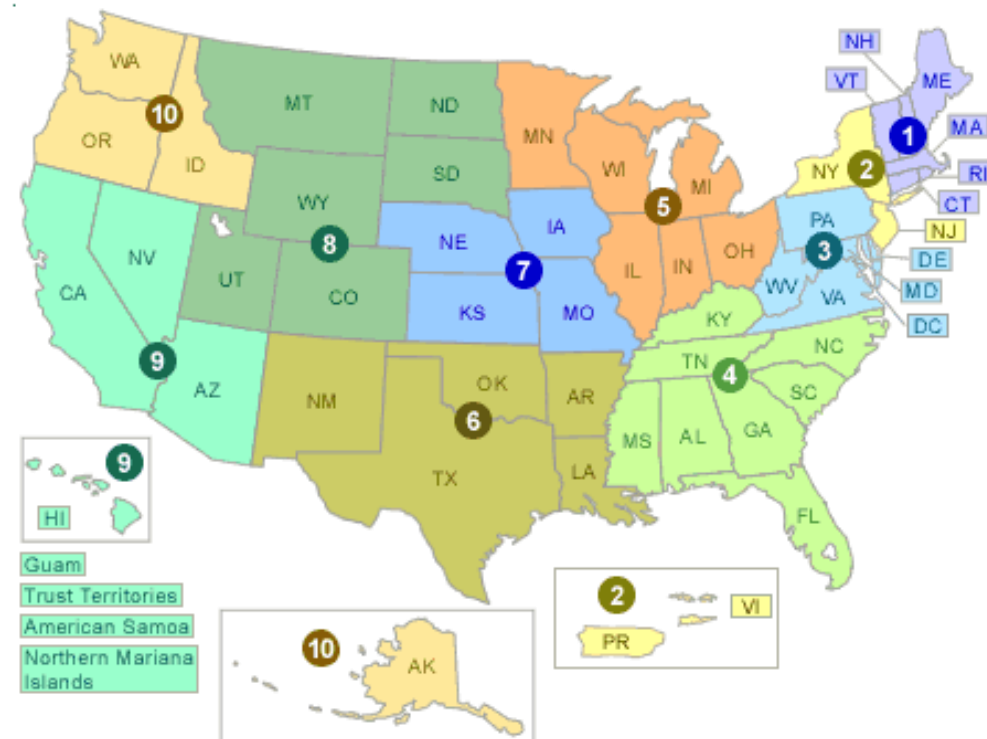 NH
WA
VT
ME
MT
ND
10
MN
1
MA
OR
WI
NY
2
RI
ID
SD
MI
CT
WY
5
PA
NJ
8
NE
IA
3
NV
OH
DE
UT
7
IL
IN
WV
CA
CO
VA
MD
KS
MO
KY
DC
NC
9
TN
4
OK
AZ
SC
NM
AR
6
GA
MS
AL
9
LA
TX
HI
FL
Guam
2
Trust Territories
VI
American Samoa
PR
10
Northern Mariana
Islands
AK